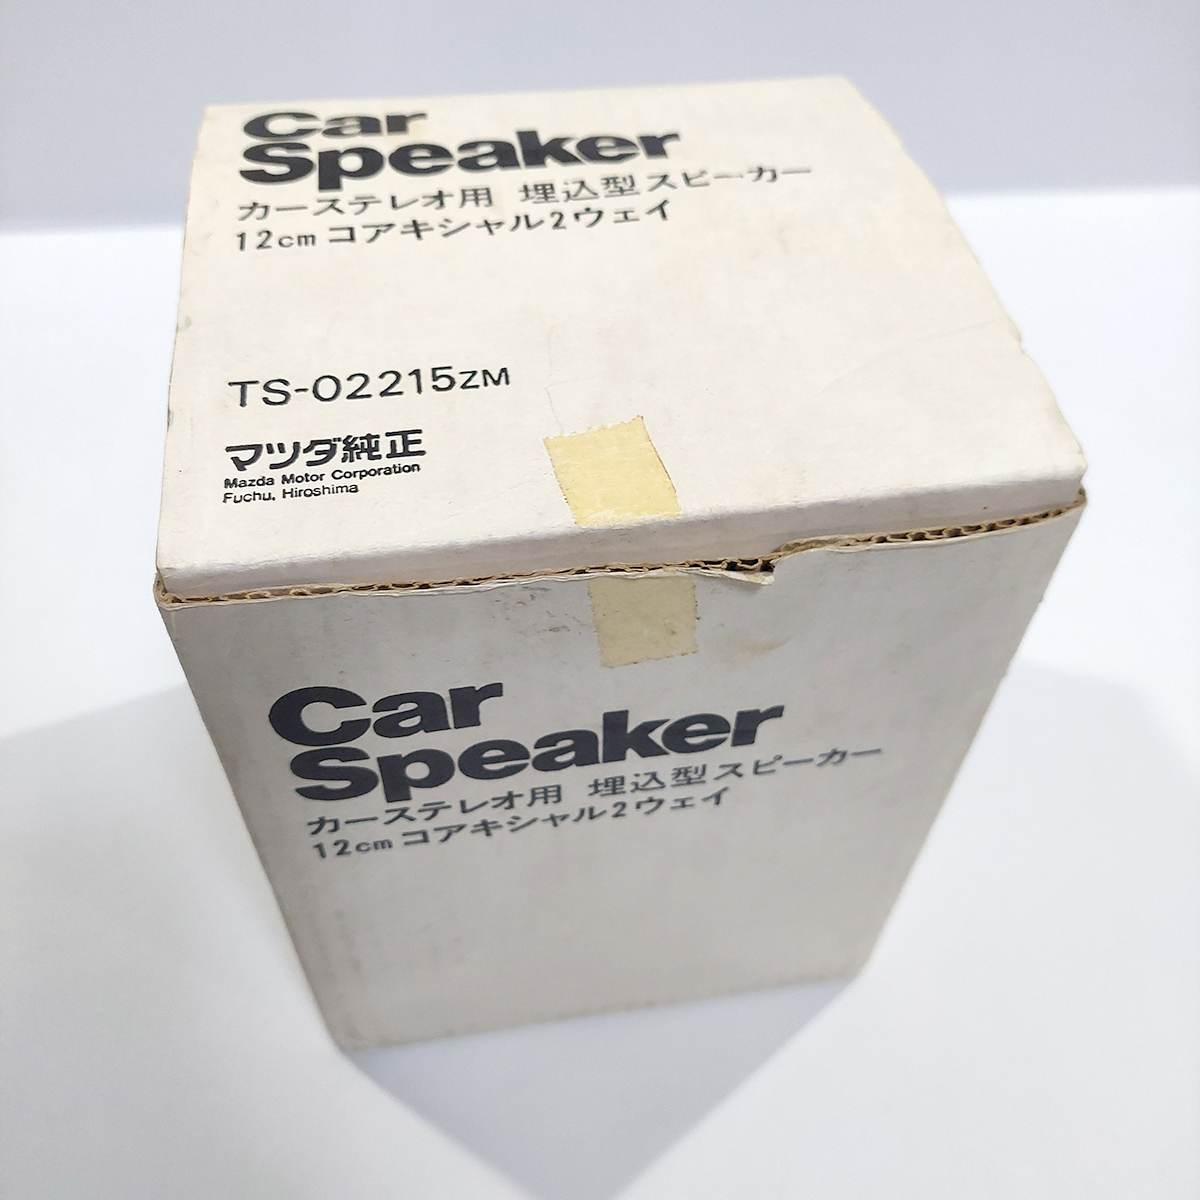 Car
Speaker
カーステレオ用 埋込型スピーカー
12cm コアキシャル2ウェイ
TS-02215ZM
マツダ純正
Mazda Motor Corporation
Fuchu, Hiroshima
Car
Speaker
カーステレオ用 埋込型スピーカー
12cm コアキシャル2ウェイ